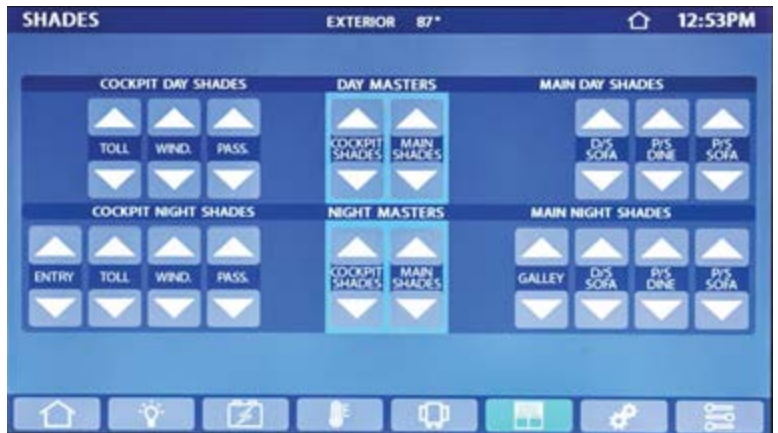 SHADES EXTERIOR 87° 12:53PM
COCKPIT DAY SHADES DAY MASTERS MAIN DAY SHADES
TOLL WIND. PASS. COCKPIT SHADES MAIN SHADES D/S SOFA P/S DINE P/S SOFA
COCKPIT NIGHT SHADES NIGHT MASTERS MAIN NIGHT SHADES
ENTRY TOLL WIND. PASS. COCKPIT SHADES MAIN SHADES GALLEY D/S SOFA P/S DINE P/S SOFA